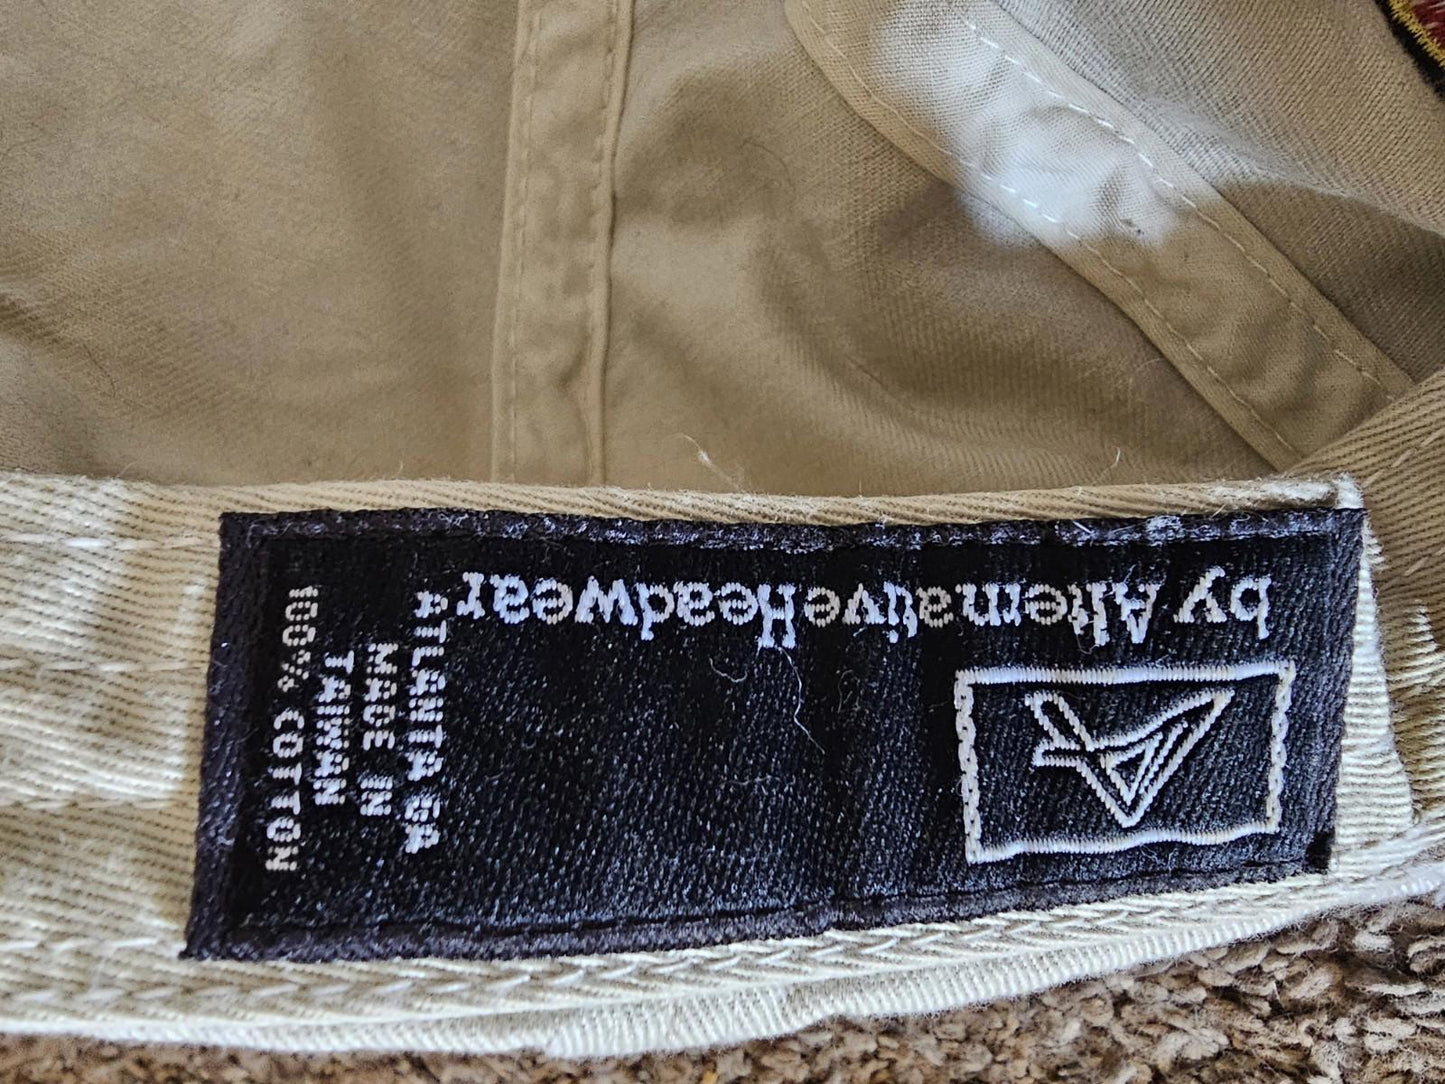 by AlternativeHeadwear
ATLANTA GA
MADE IN
TAIWAN
100% COTTON